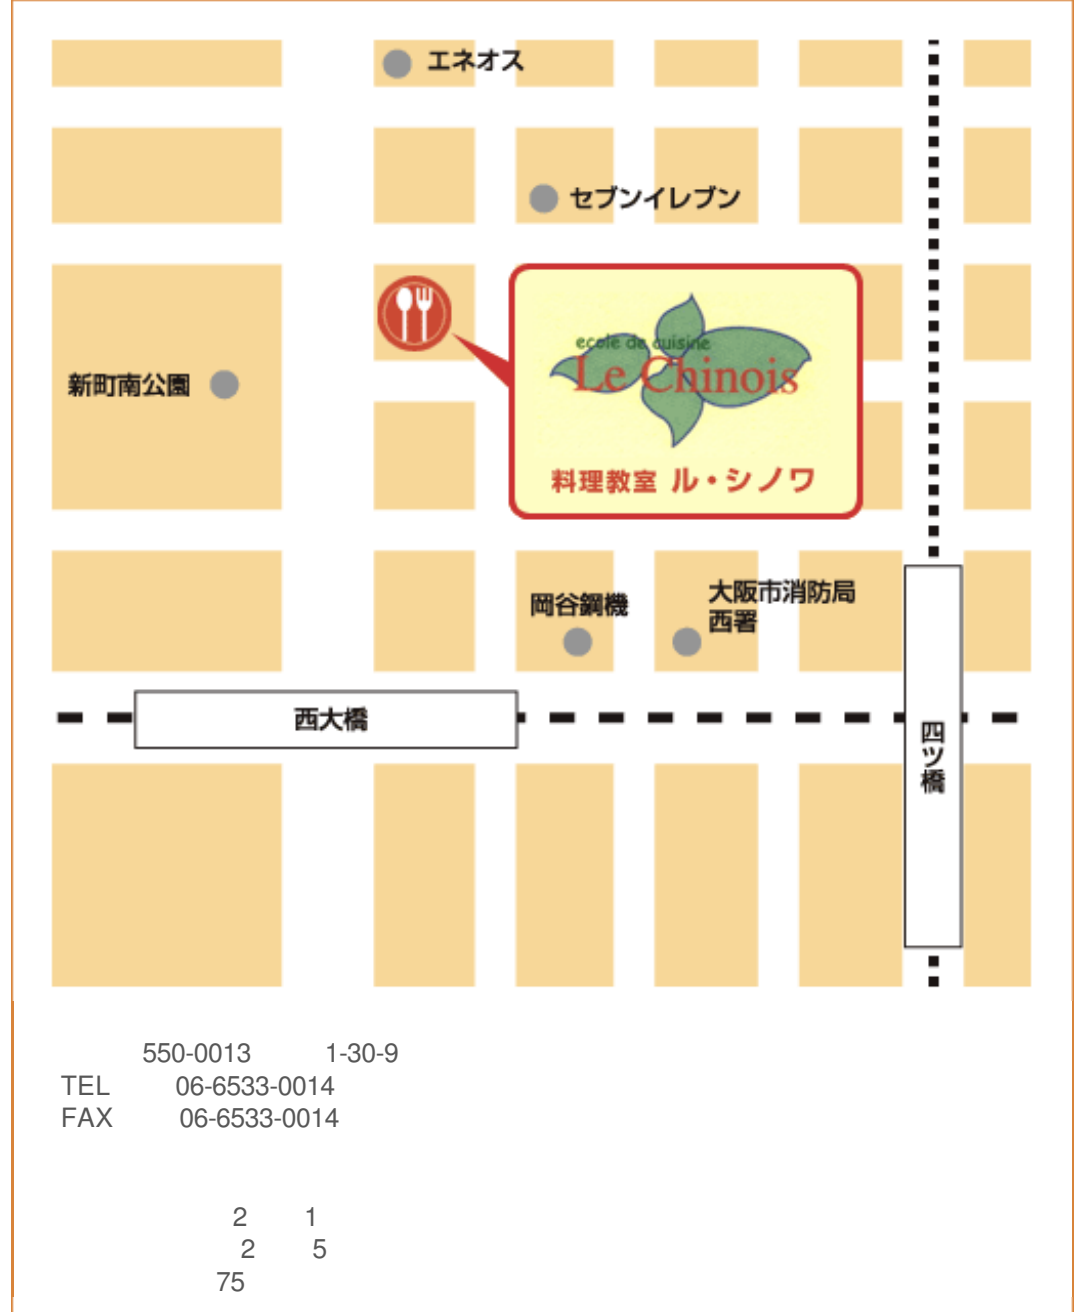 エネオス
セブンイレブン
新町南公園
ecole de cuisine
Le Chinois
料理教室 ル・シノワ
岡谷鋼機
大阪市消防局
西署
西大橋
四ツ橋
550-0013 1-30-9
TEL 06-6533-0014
FAX 06-6533-0014
2 1
2 5
75